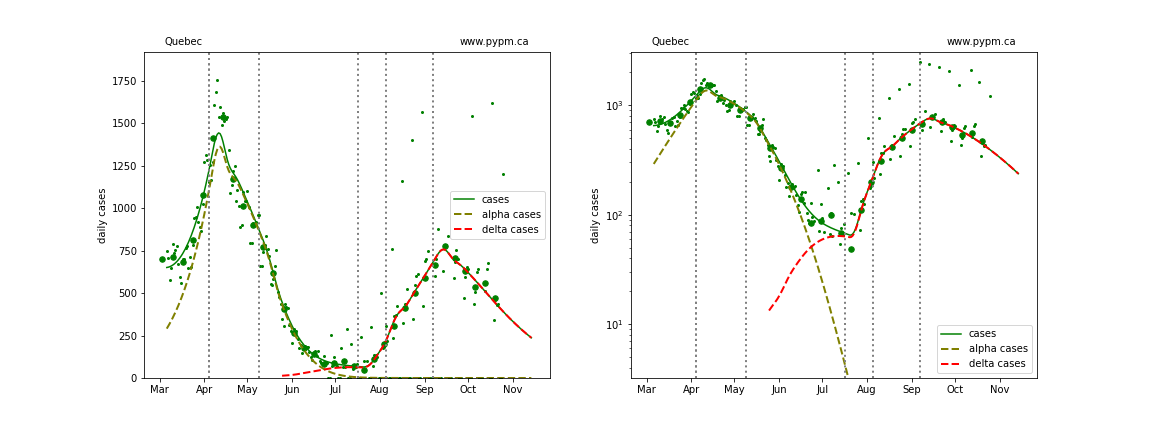 Quebec www.pypm.ca
daily cases
1750
1500
1250
1000
750
500
250
0
Mar Apr May Jun Jul Aug Sep Oct Nov
cases
alpha cases
delta cases
Quebec www.pypm.ca
daily cases
10³
10²
10¹
Mar Apr May Jun Jul Aug Sep Oct Nov
cases
alpha cases
delta cases